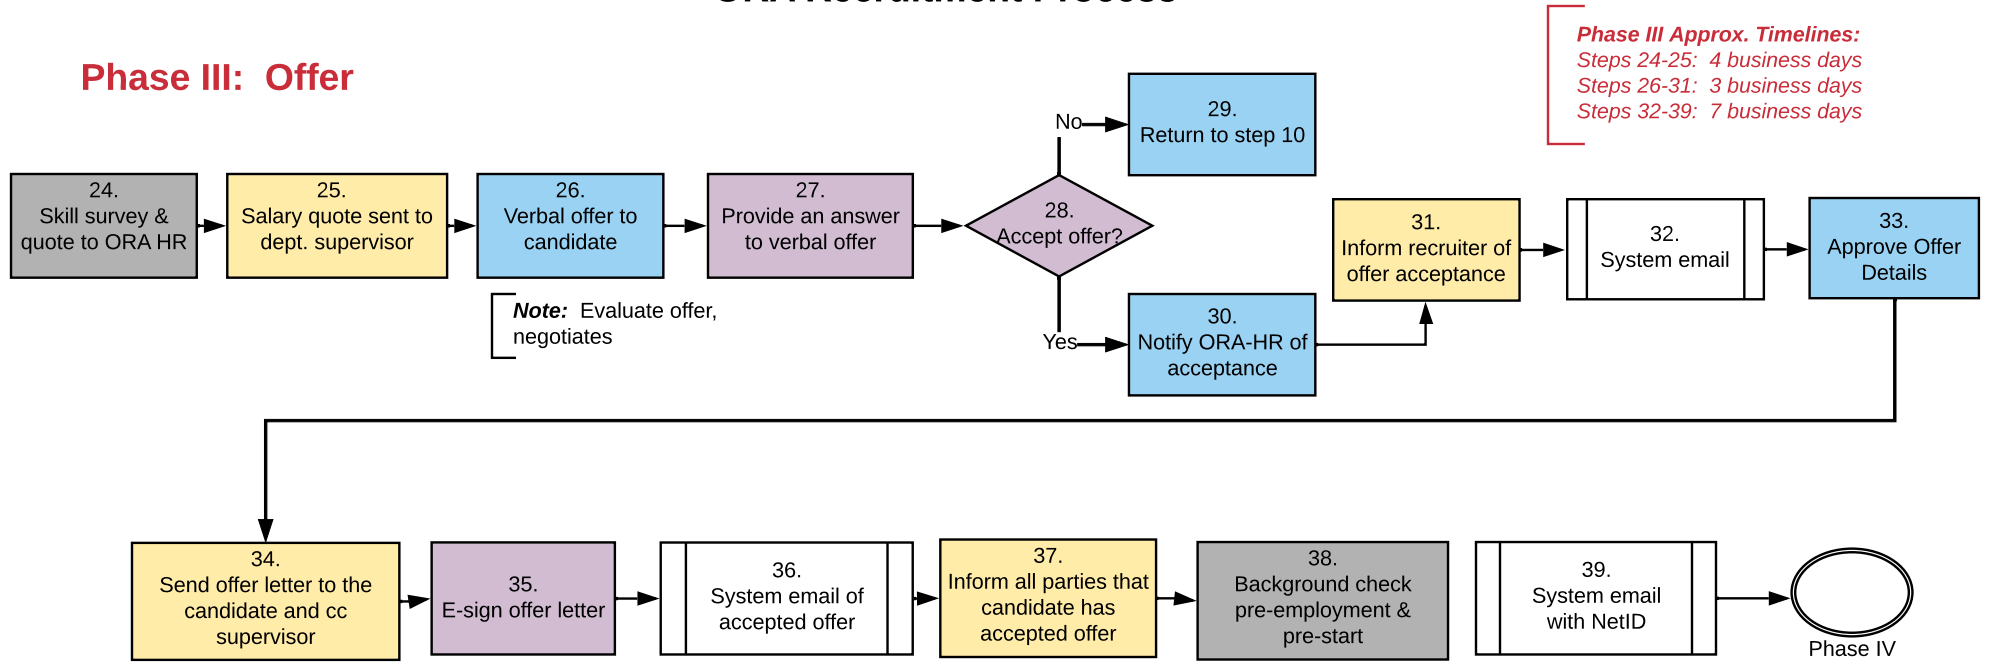 ORA Recruitment Process
Phase III:  Offer
Phase III Approx. Timelines:
Steps 24-25:  4 business days
Steps 26-31:  3 business days
Steps 32-39:  7 business days
24.
Skill survey &
quote to ORA HR
25.
Salary quote sent to
dept. supervisor
26.
Verbal offer to
candidate
Note:  Evaluate offer,
negotiates
27.
Provide an answer
to verbal offer
28.
Accept offer?
No
29.
Return to step 10
Yes
30.
Notify ORA-HR of
acceptance
31.
Inform recruiter of
offer acceptance
32.
System email
33.
Approve Offer
Details
34.
Send offer letter to the
candidate and cc
supervisor
35.
E-sign offer letter
36.
System email of
accepted offer
37.
Inform all parties that
candidate has
accepted offer
38.
Background check
pre-employment &
pre-start
39.
System email
with NetID
Phase IV